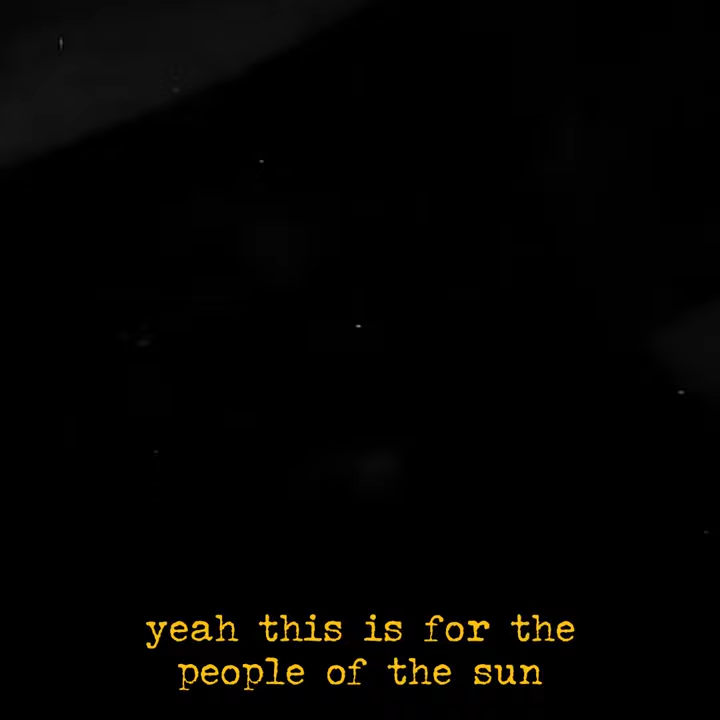 yeah this is for the
people of the sun